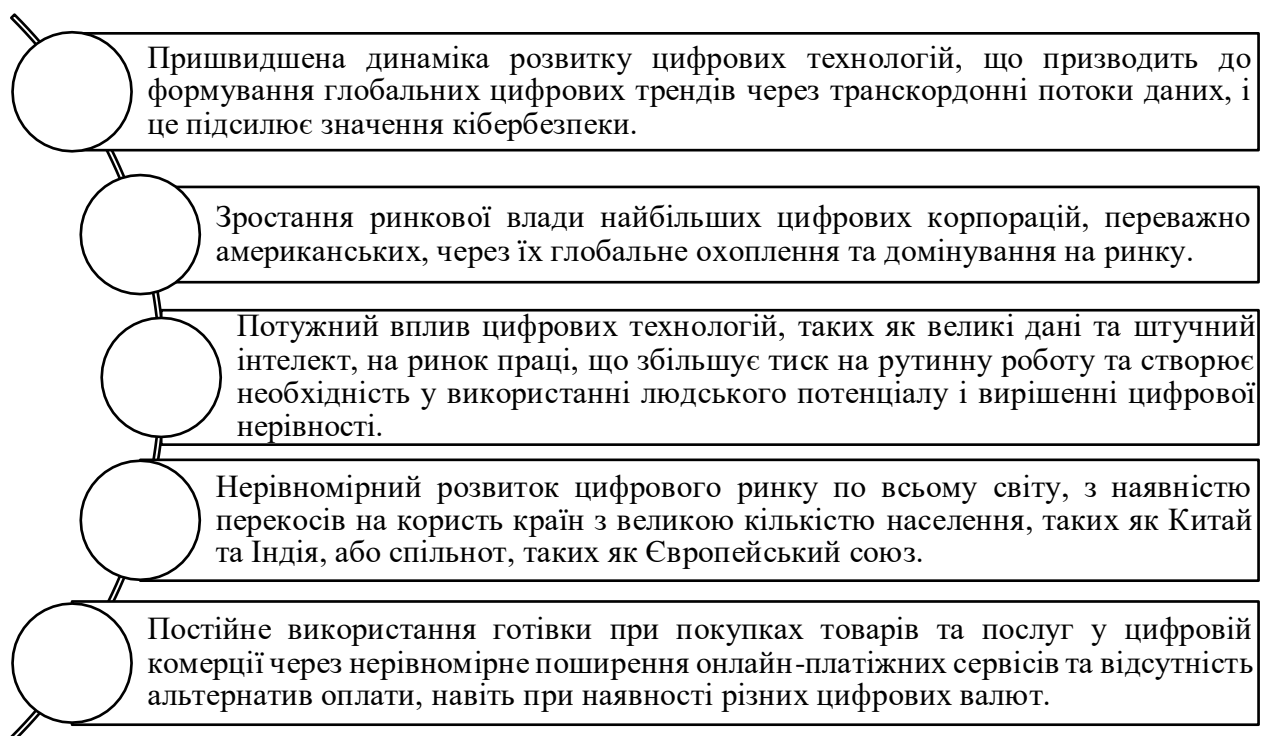 Пришвидшена динаміка розвитку цифрових технологій, що призводить до
формування глобальних цифрових трендів через транскордонні потоки даних, і
це підсилює значення кібербезпеки.
Зростання ринкової влади найбільших цифрових корпорацій, переважно
американських, через їх глобальне охоплення та домінування на ринку.
Потужний вплив цифрових технологій, таких як великі дані та штучний
інтелект, на ринок праці, що збільшує тиск на рутинну роботу та створює
необхідність у використанні людського потенціалу і вирішенні цифрової
нерівності.
Нерівномірний розвиток цифрового ринку по всьому світу, з наявністю
перекосів на користь країн з великою кількістю населення, таких як Китай
та Індія, або спільнот, таких як Європейський союз.
Постійне використання готівки при покупках товарів та послуг у цифровій
комерції через нерівномірне поширення онлайн-платіжних сервісів та відсутність
альтернатив оплати, навіть при наявності різних цифрових валют.